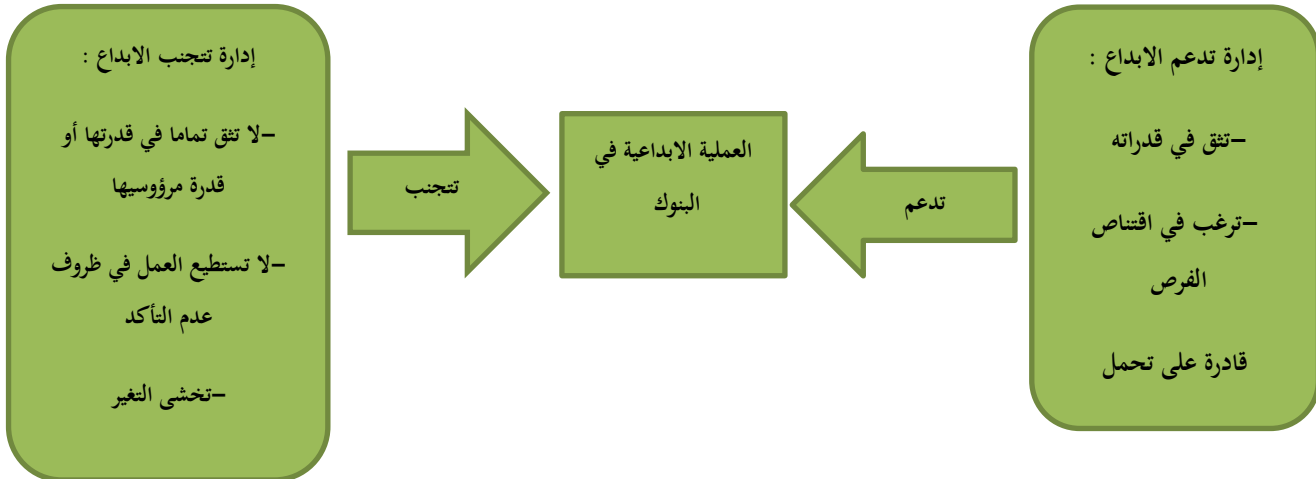 إدارة تدعم الابداع :
–تثق في قدراته
–ترغب في اقتناص
الفرص
قادرة على تحمل
تدعم
العملية الابداعية في
البنوك
تتجنب
إدارة تتجنب الابداع :
–لا تثق تماما في قدرتها أو
قدرة مرؤوسيها
–لا تستطيع العمل في ظروف
عدم التأكد
–تخشى التغير